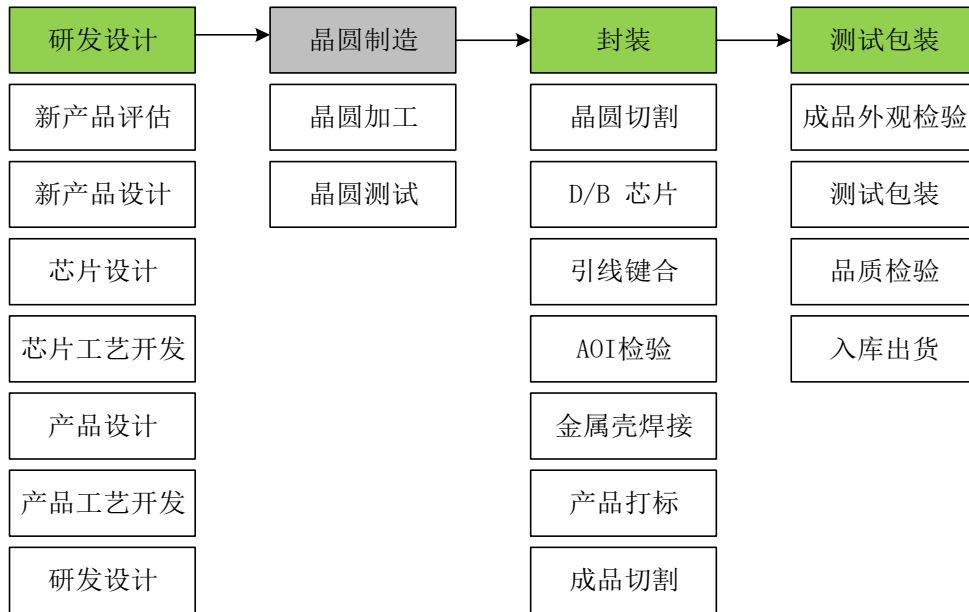 研发设计
晶圆制造
封装
测试包装
新产品评估
晶圆加工
晶圆切割
成品外观检验
新产品设计
晶圆测试
D/B 芯片
测试包装
芯片设计
引线键合
品质检验
芯片工艺开发
AOI检验
入库出货
产品设计
金属壳焊接
产品工艺开发
产品打标
研发设计
成品切割